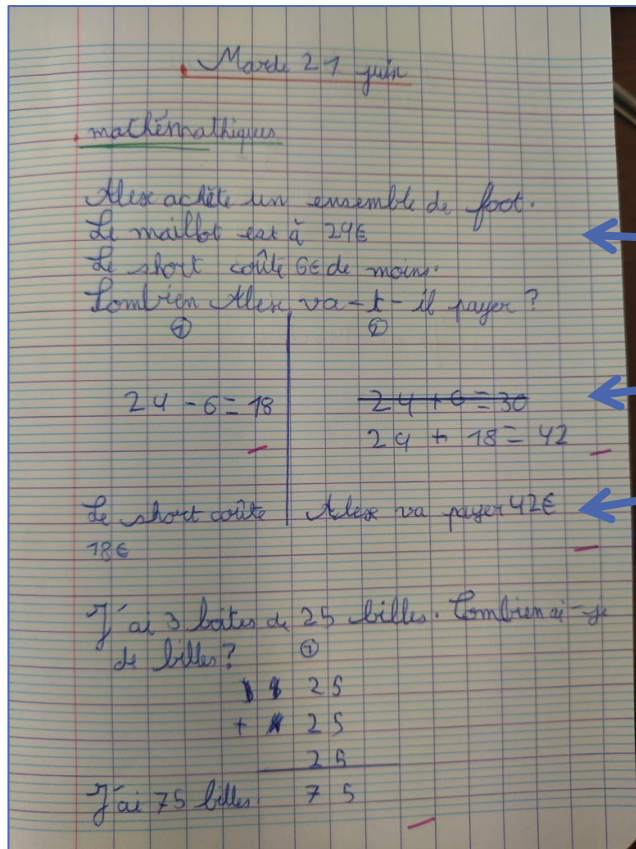 Marde 21 juin
mathémathiques
Alex achète un ensemble de foot.
Le maillot est à 24€
Le short coûte 6€ de moins.
Combien Alex va-t-il payer ?
① ②
24 - 6 = 18
24 + 6 = 30
24 + 18 = 42
Le short coûte
18€
Alex va payer 42€
J'ai 3 boîtes de 25 billes. Combien ai-je
de billes ?
①
25
+ 25
25
75
J'ai 75 billes.